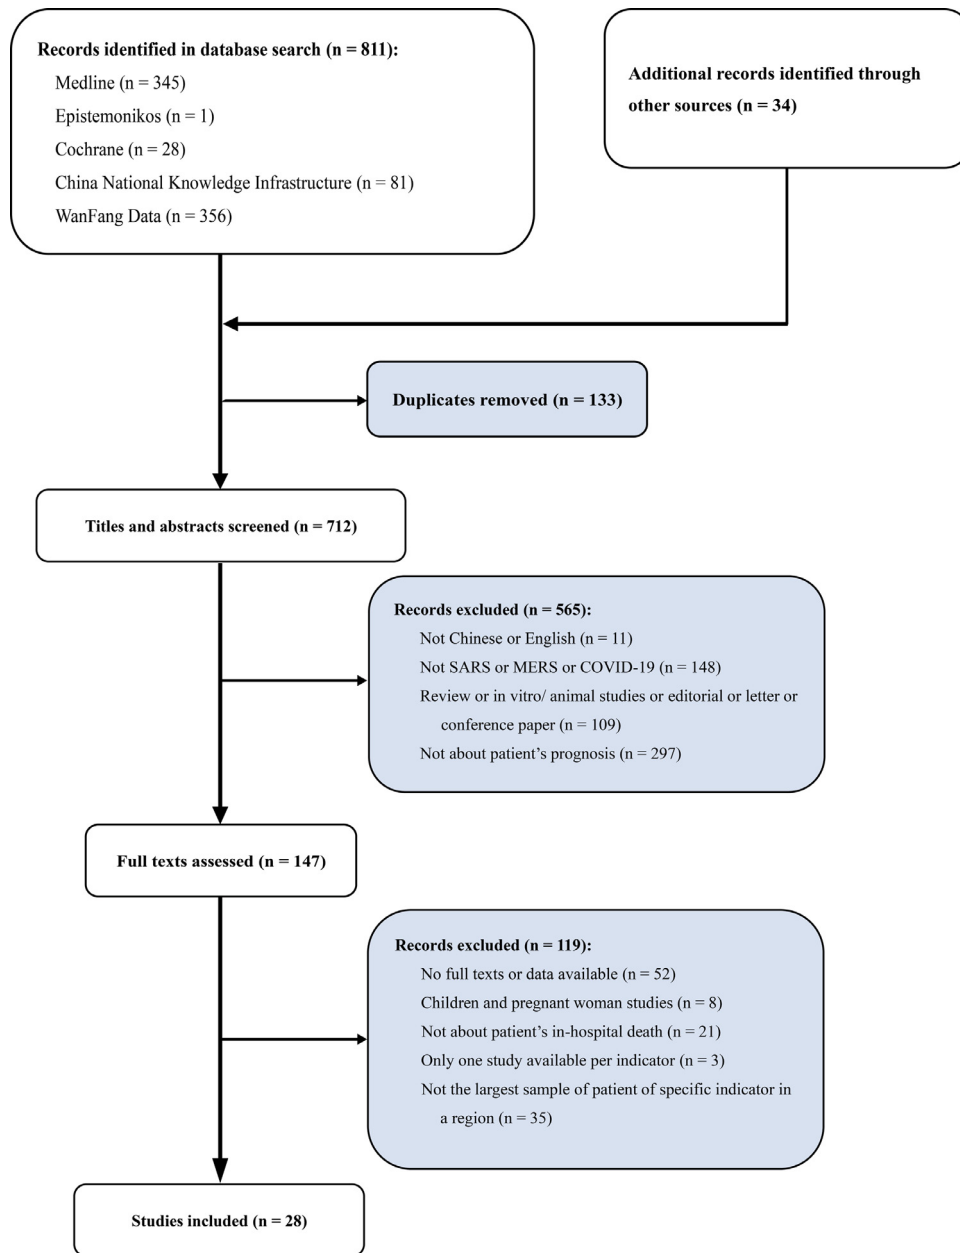 Records identified in database search (n = 811):
Medline (n = 345)
Epistemonikos (n = 1)
Cochrane (n = 28)
China National Knowledge Infrastructure (n = 81)
WanFang Data (n = 356)
Additional records identified through
other sources (n = 34)
Duplicates removed (n = 133)
Titles and abstracts screened (n = 712)
Records excluded (n = 565):
Not Chinese or English (n = 11)
Not SARS or MERS or COVID-19 (n = 148)
Review or in vitro/ animal studies or editorial or letter or
conference paper (n = 109)
Not about patient’s prognosis (n = 297)
Full texts assessed (n = 147)
Records excluded (n = 119):
No full texts or data available (n = 52)
Children and pregnant woman studies (n = 8)
Not about patient’s in-hospital death (n = 21)
Only one study available per indicator (n = 3)
Not the largest sample of patient of specific indicator in
a region (n = 35)
Studies included (n = 28)